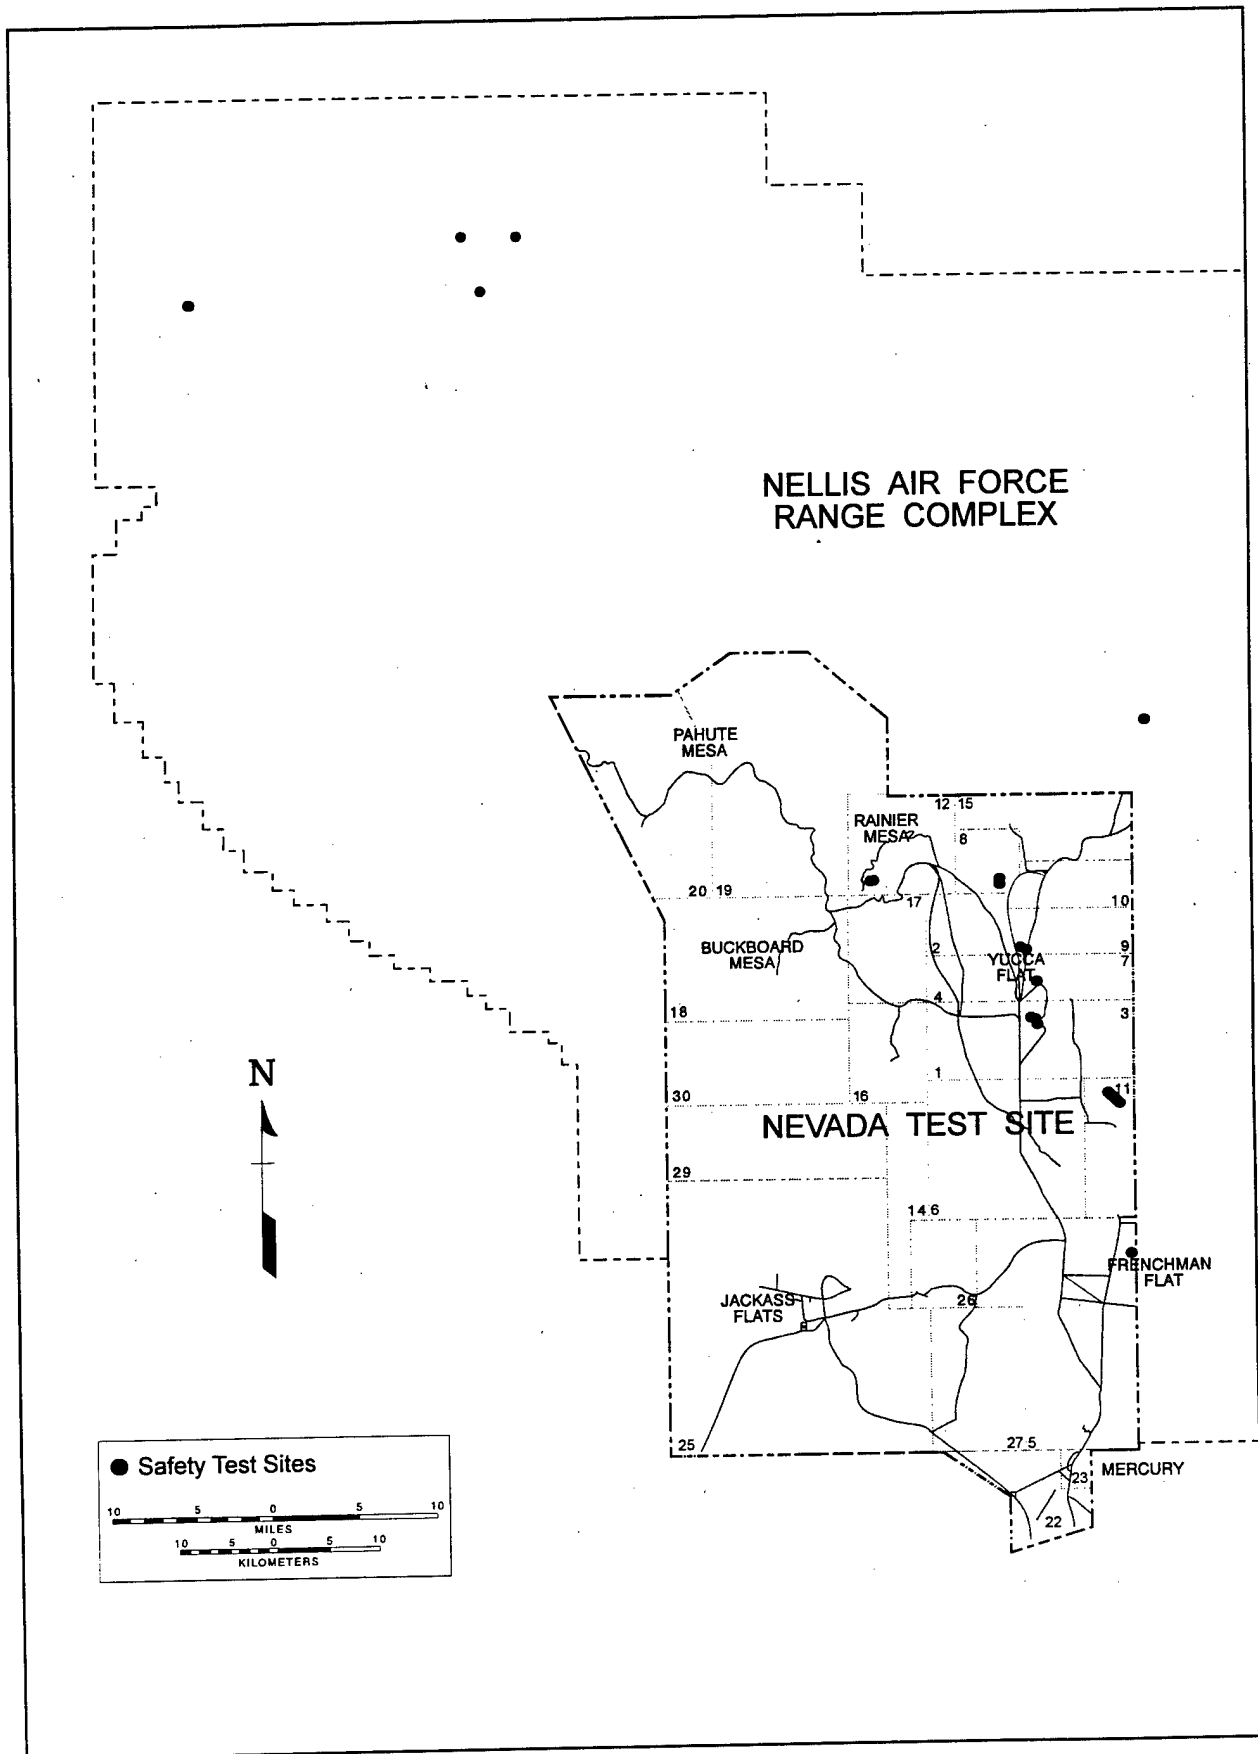 NELLIS AIR FORCE
RANGE COMPLEX
PAHUTE
MESA
12 15
RAINIER
MESA
8
20 19
17
10
BUCKBOARD
MESA
2
9
YUCCA
FLAT
7
4
3
18
N
1
11
30
16
NEVADA TEST SITE
29
14 6
FRENCHMAN
FLAT
JACKASS
FLATS
26
25
27 5
MERCURY
23
22
Safety Test Sites
10 5 0 5 10
MILES
10 5 0 5 10
KILOMETERS